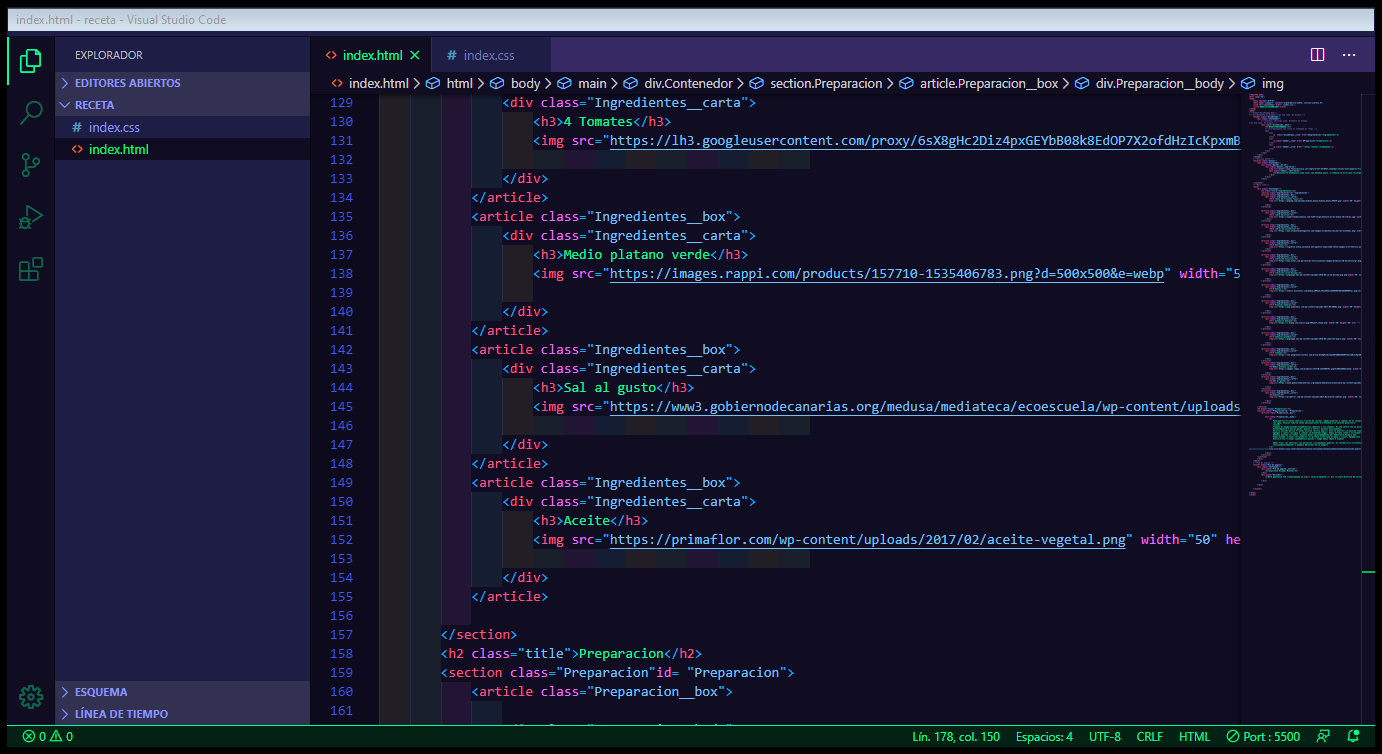 index.html - receta - Visual Studio Code
EXPLORADOR
EDITORES ABIERTOS
RECETA
# index.css
<> index.html
ESQUEMA
LÍNEA DE TIEMPO
<> index.html ×
# index.css
<> index.html > html > body > main > div.Contenedor > section.Preparacion > article.Preparacion__box > div.Preparacion__body > img
129 <div class="Ingredientes__carta">
130 <h3>4 Tomates</h3>
131 <img src="https://lh3.googleusercontent.com/proxy/6sX8gHc2Diz4pxGEYbB08k8EdOP7X2ofdHzIcKpxmB
132
133 </div>
134 </article>
135 <article class="Ingredientes__box">
136 <div class="Ingredientes__carta">
137 <h3>Medio platano verde</h3>
138 <img src="https://images.rappi.com/products/157710-1535406783.png?d=500x500&e=webp" width="5
139
140 </div>
141 </article>
142 <article class="Ingredientes__box">
143 <div class="Ingredientes__carta">
144 <h3>Sal al gusto</h3>
145 <img src="https://www3.gobiernodecanarias.org/medusa/mediateca/ecoescuela/wp-content/uploads
146
147 </div>
148 </article>
149 <article class="Ingredientes__box">
150 <div class="Ingredientes__carta">
151 <h3>Aceite</h3>
152 <img src="https://primaflor.com/wp-content/uploads/2017/02/aceite-vegetal.png" width="50" he
153
154 </div>
155 </article>
156
157 </section>
158 <h2 class="title">Preparacion</h2>
159 <section class="Preparacion"id= "Preparacion">
160 <article class="Preparacion__box">
161
0 0
Lín. 178, col. 150 Espacios: 4 UTF-8 CRLF HTML Port : 5500